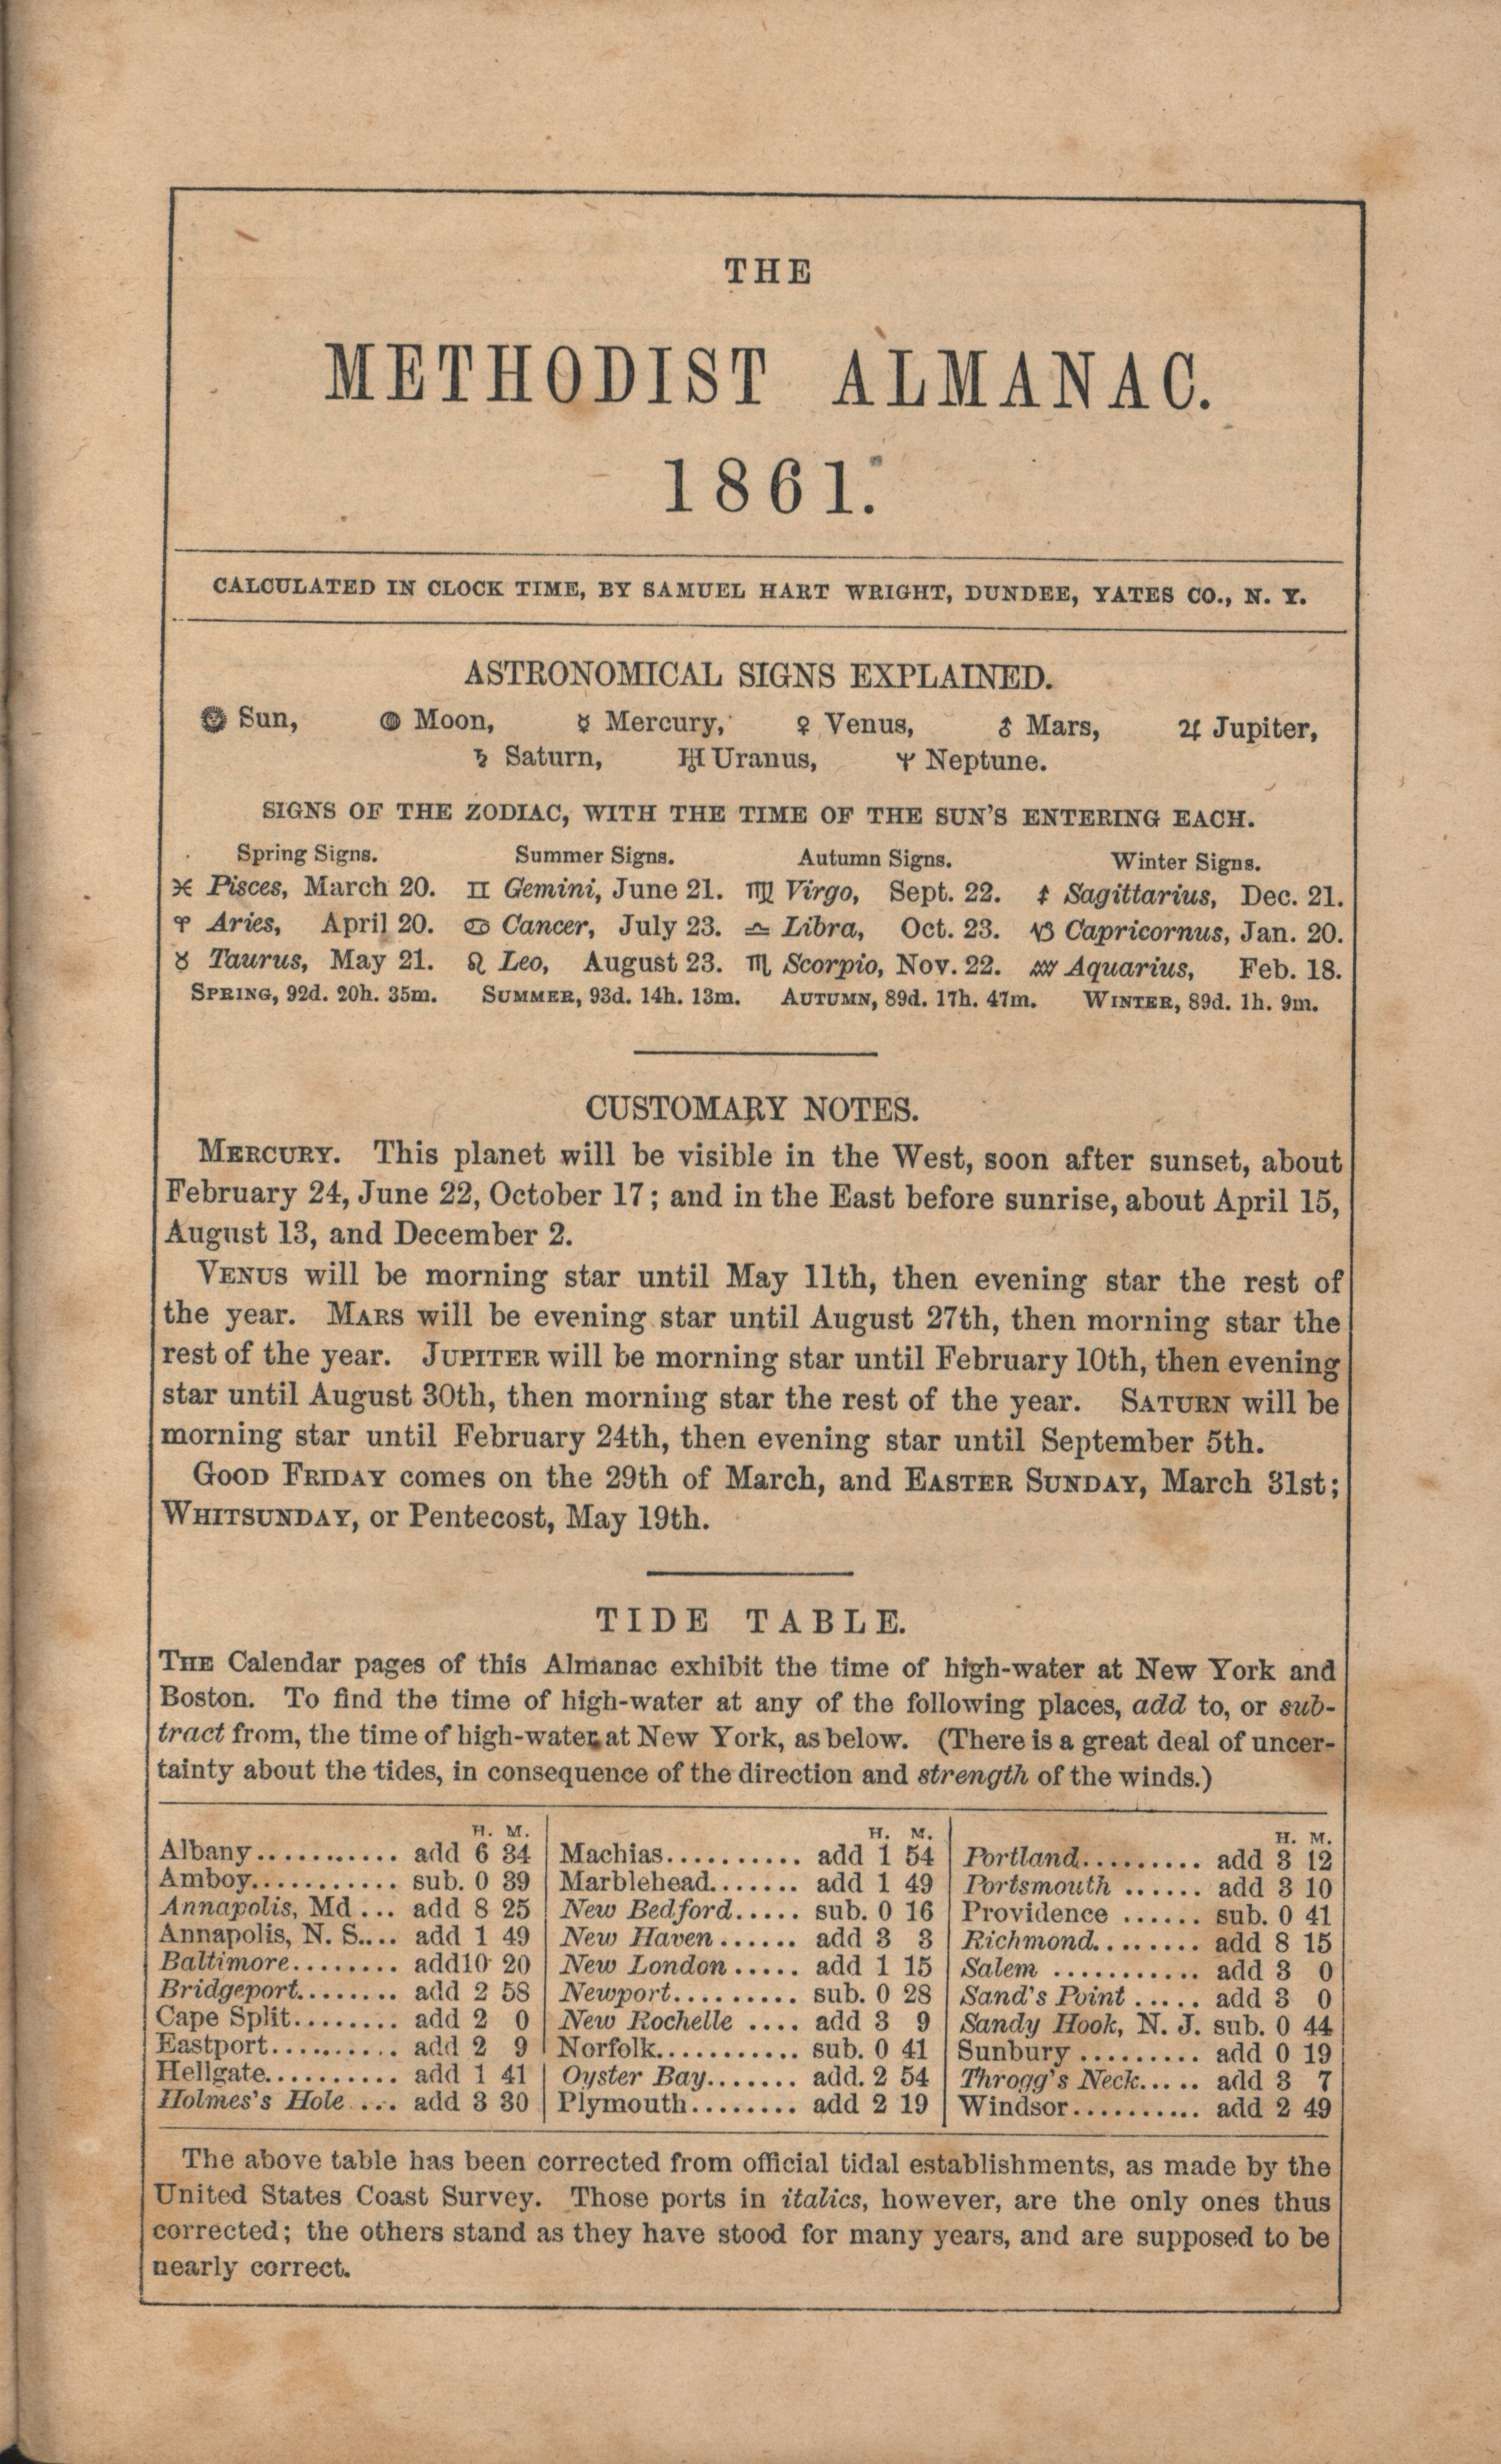 THE
METHODIST ALMANAC.
1861.
CALCULATED IN CLOCK TIME, BY SAMUEL HART WRIGHT, DUNDEE, YATES CO., N. Y.
ASTRONOMICAL SIGNS EXPLAINED.
☉ Sun, ☽ Moon, ☿ Mercury, ♀ Venus, ♂ Mars, ♃ Jupiter,
♄ Saturn, ♅ Uranus, ♆ Neptune.
SIGNS OF THE ZODIAC, WITH THE TIME OF THE SUN'S ENTERING EACH.
Spring Signs. Summer Signs. Autumn Signs. Winter Signs.
♓ Pisces, March 20. ♊ Gemini, June 21. ♍ Virgo, Sept. 22. ♐ Sagittarius, Dec. 21.
♈ Aries, April 20. ♋ Cancer, July 23. ♎ Libra, Oct. 23. ♑ Capricornus, Jan. 20.
♉ Taurus, May 21. ♌ Leo, August 23. ♏ Scorpio, Nov. 22. ♒ Aquarius, Feb. 18.
SPRING, 92d. 20h. 35m. SUMMER, 93d. 14h. 13m. AUTUMN, 89d. 17h. 47m. WINTER, 89d. 1h. 9m.
CUSTOMARY NOTES.
MERCURY. This planet will be visible in the West, soon after sunset, about
February 24, June 22, October 17; and in the East before sunrise, about April 15,
August 13, and December 2.
VENUS will be morning star until May 11th, then evening star the rest of
the year. MARS will be evening star until August 27th, then morning star the
rest of the year. JUPITER will be morning star until February 10th, then evening
star until August 30th, then morning star the rest of the year. SATURN will be
morning star until February 24th, then evening star until September 5th.
GOOD FRIDAY comes on the 29th of March, and EASTER SUNDAY, March 31st;
WHITSUNDAY, or Pentecost, May 19th.
TIDE TABLE.
THE Calendar pages of this Almanac exhibit the time of high-water at New York and
Boston. To find the time of high-water at any of the following places, add to, or sub-
tract from, the time of high-water at New York, as below. (There is a great deal of uncer-
tainty about the tides, in consequence of the direction and strength of the winds.)
H. M.
Albany........... add 6 34
Amboy........... sub. 0 39
Annapolis, Md... add 8 25
Annapolis, N. S.... add 1 49
Baltimore........ add10 20
Bridgeport........ add 2 58
Cape Split........ add 2 0
Eastport.......... add 2 9
Hellgate.......... add 1 41
Holmes's Hole.... add 3 30
H. M.
Machias.......... add 1 54
Marblehead....... add 1 49
New Bedford..... sub. 0 16
New Haven...... add 3 3
New London..... add 1 15
Newport......... sub. 0 28
New Rochelle.... add 3 9
Norfolk........... sub. 0 41
Oyster Bay....... add. 2 54
Plymouth........ add 2 19
H. M.
Portland.......... add 3 12
Portsmouth...... add 3 10
Providence...... sub. 0 41
Richmond........ add 8 15
Salem........... add 3 0
Sand's Point..... add 3 0
Sandy Hook, N. J. sub. 0 44
Sunbury......... add 0 19
Throgg's Neck..... add 3 7
Windsor.......... add 2 49
The above table has been corrected from official tidal establishments, as made by the
United States Coast Survey. Those ports in italics, however, are the only ones thus
corrected; the others stand as they have stood for many years, and are supposed to be
nearly correct.